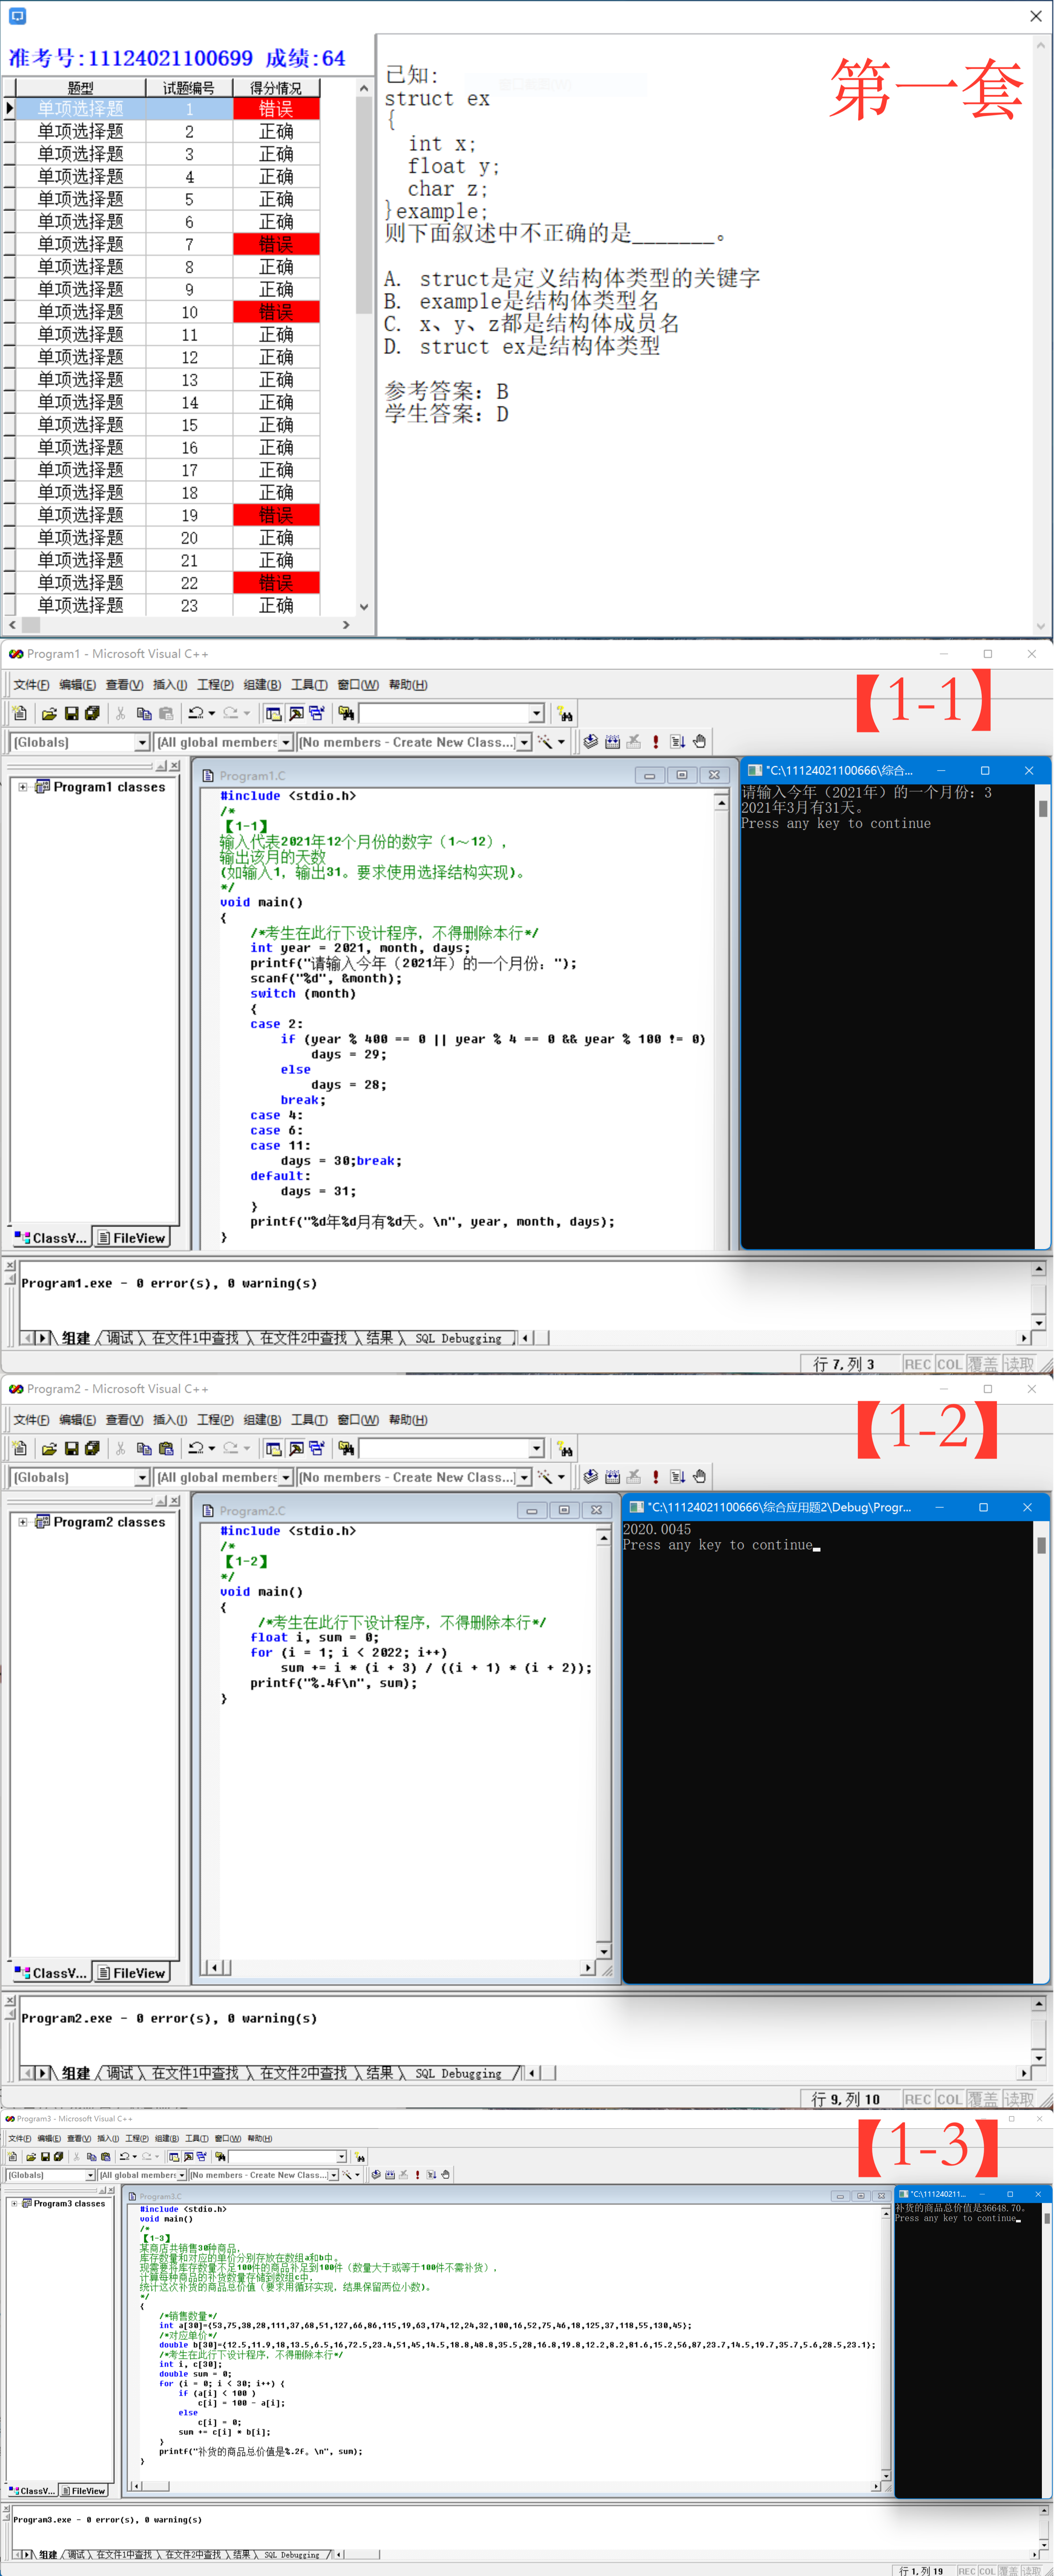 准考号:11124021100699 成绩:64
题型 试题编号 得分情况
单项选择题 1 错误
单项选择题 2 正确
单项选择题 3 正确
单项选择题 4 正确
单项选择题 5 正确
单项选择题 6 正确
单项选择题 7 错误
单项选择题 8 正确
单项选择题 9 正确
单项选择题 10 错误
单项选择题 11 正确
单项选择题 12 正确
单项选择题 13 正确
单项选择题 14 正确
单项选择题 15 正确
单项选择题 16 正确
单项选择题 17 正确
单项选择题 18 正确
单项选择题 19 错误
单项选择题 20 正确
单项选择题 21 正确
单项选择题 22 错误
单项选择题 23 正确
第一套
已知:
struct ex
{
int x;
float y;
char z;
}example;
则下面叙述中不正确的是_______。
A. struct是定义结构体类型的关键字
B. example是结构体类型名
C. x、y、z都是结构体成员名
D. struct ex是结构体类型
参考答案: B
学生答案: D
Program1 - Microsoft Visual C++
文件(F) 编辑(E) 查看(V) 插入(I) 工程(P) 组建(B) 工具(T) 窗口(W) 帮助(H)
【1-1】
(Globals) (All global members (No members - Create New Class...)
Program1 classes
ClassV... FileView
Program1.C
#include <stdio.h>
/*
【1-1】
输入代表2021年12个月份的数字（1～12），
输出该月的天数
(如输入1，输出31。要求使用选择结构实现)。
*/
void main()
{
/*考生在此行下设计程序，不得删除本行*/
int year = 2021, month, days;
printf("请输入今年（2021年）的一个月份：");
scanf("%d", &month);
switch (month)
{
case 2:
if (year % 400 == 0 || year % 4 == 0 && year % 100 != 0)
days = 29;
else
days = 28;
break;
case 4:
case 6:
case 11:
days = 30;break;
default:
days = 31;
}
printf("%d年%d月有%d天。\n", year, month, days);
}
"C:\11124021100666\综合...
请输入今年（2021年）的一个月份：3
2021年3月有31天。
Press any key to continue
Program1.exe - 0 error(s), 0 warning(s)
组建 调试 在文件1中查找 在文件2中查找 结果 SQL Debugging
行 7, 列 3 REC COL 覆盖 读取
Program2 - Microsoft Visual C++
文件(F) 编辑(E) 查看(V) 插入(I) 工程(P) 组建(B) 工具(T) 窗口(W) 帮助(H)
【1-2】
(Globals) (All global members (No members - Create New Class...)
Program2 classes
ClassV... FileView
Program2.C
#include <stdio.h>
/*
【1-2】
*/
void main()
{
/*考生在此行下设计程序，不得删除本行*/
float i, sum = 0;
for (i = 1; i < 2022; i++)
sum += i * (i + 3) / ((i + 1) * (i + 2));
printf("%.4f\n", sum);
}
"C:\11124021100666\综合应用题2\Debug\Progr...
2020.0045
Press any key to continue
Program2.exe - 0 error(s), 0 warning(s)
组建 调试 在文件1中查找 在文件2中查找 结果 SQL Debugging
行 9, 列 10 REC COL 覆盖 读取
Program3 - Microsoft Visual C++
文件(F) 编辑(E) 查看(V) 插入(I) 工程(P) 组建(B) 工具(T) 窗口(W) 帮助(H)
【1-3】
(Globals) (All global members (No members - Create New Class...)
Program3 classes
ClassV... FileView
Program3.C
#include <stdio.h>
void main()
/*
【1-3】
某商店共销售30种商品，
库存数量和对应的单价分别存放在数组a和b中。
现需要将库存数量不足100件的商品补足到100件（数量大于或等于100件不需补货），
计算每种商品的补货数量存储到数组c中，
统计这次补货的商品总价值（要求用循环实现，结果保留两位小数)。
*/
{
/*销售数量*/
int a[30]={53,75,38,28,111,37,68,51,127,66,86,115,19,63,174,12,24,32,100,16,52,75,46,18,125,37,118,55,130,45};
/*对应单价*/
double b[30]={12.5,11.9,18,13.5,6.5,16,72.5,23.4,51,45,14.5,18.8,48.8,35.5,28,16.8,19.8,12.2,8.2,81.6,15.2,56,87,23.7,14.5,19.7,35.7,5.6,28.5,23.1};
/*考生在此行下设计程序，不得删除本行*/
int i, c[30];
double sum = 0;
for (i = 0; i < 30; i++) {
if (a[i] < 100 )
c[i] = 100 - a[i];
else
c[i] = 0;
sum += c[i] * b[i];
}
printf("补货的商品总价值是%.2f。\n", sum);
}
"C:\111240211...
补货的商品总价值是36648.70。
Press any key to continue
Program3.exe - 0 error(s), 0 warning(s)
组建 调试 在文件1中查找 在文件2中查找 结果 SQL Debugging
行 1, 列 19 REC COL 覆盖 读取